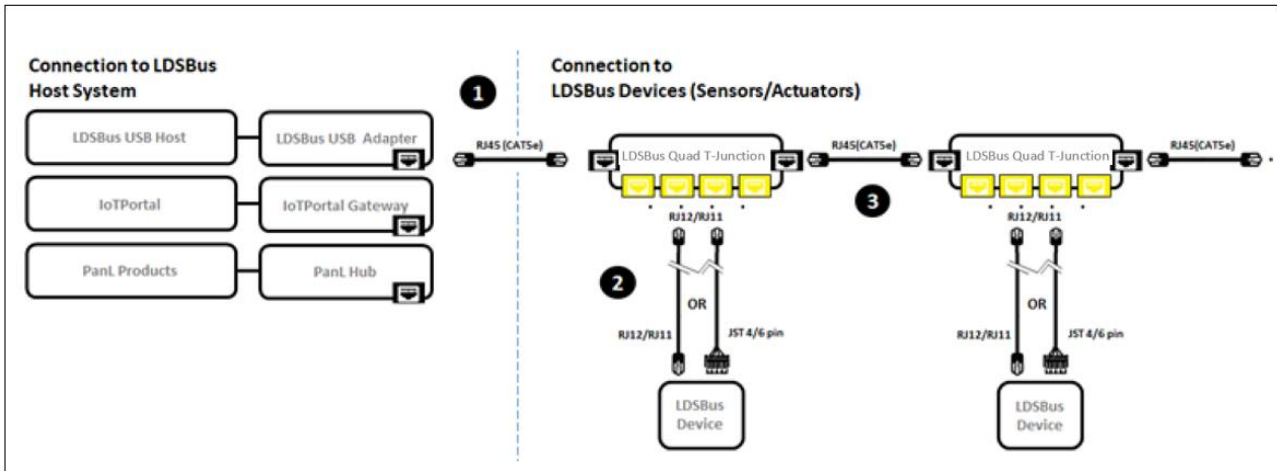 Connection to LDSBus
Host System
LDSBus USB Host
LDSBus USB Adapter
IoTPortal
IoTPortal Gateway
PanL Products
PanL Hub
1
Connection to
LDSBus Devices (Sensors/Actuators)
RJ45 (CAT5e)
LDSBus Quad T-Junction
RJ45(CAT5e)
LDSBus Quad T-Junction
RJ45(CAT5e)
3
RJ12/RJ11
RJ12/RJ11
2
OR
OR
RJ12/RJ11
JST 4/6 pin
RJ12/RJ11
JST 4/6 pin
LDSBus
Device
LDSBus
Device